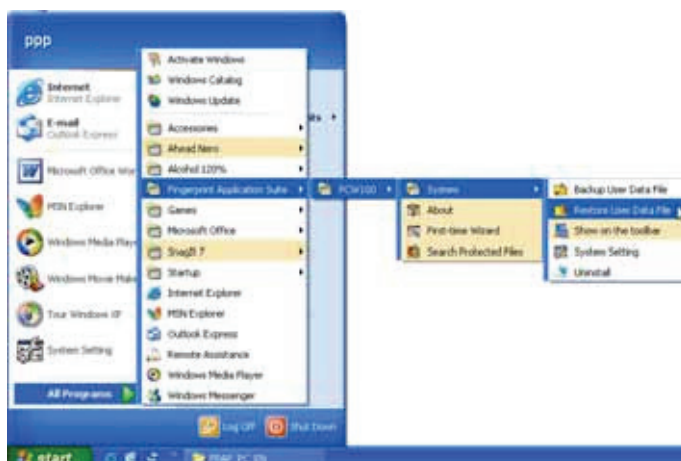 ppp
Internet
Internet Explorer
E-mail
Outlook Express
Microsoft Office Wor
MSN Explorer
Windows Media Play
Windows Movie Make
Tour Windows XP
System Setting
All Programs
Activate Windows
Windows Catalog
Windows Update
Accessories
Ahead Nero
Alcohol 120%
Fingerprint Application Suite
Games
Microsoft Office
SnagIt 7
Startup
Internet Explorer
MSN Explorer
Outlook Express
Remote Assistance
Windows Media Player
Windows Messenger
PCW100
System
About
First-time Wizard
Search Protected Files
Backup User Data File
Restore User Data File
Show on the toolbar
System Setting
Uninstall
Log Off
Shut Down
start